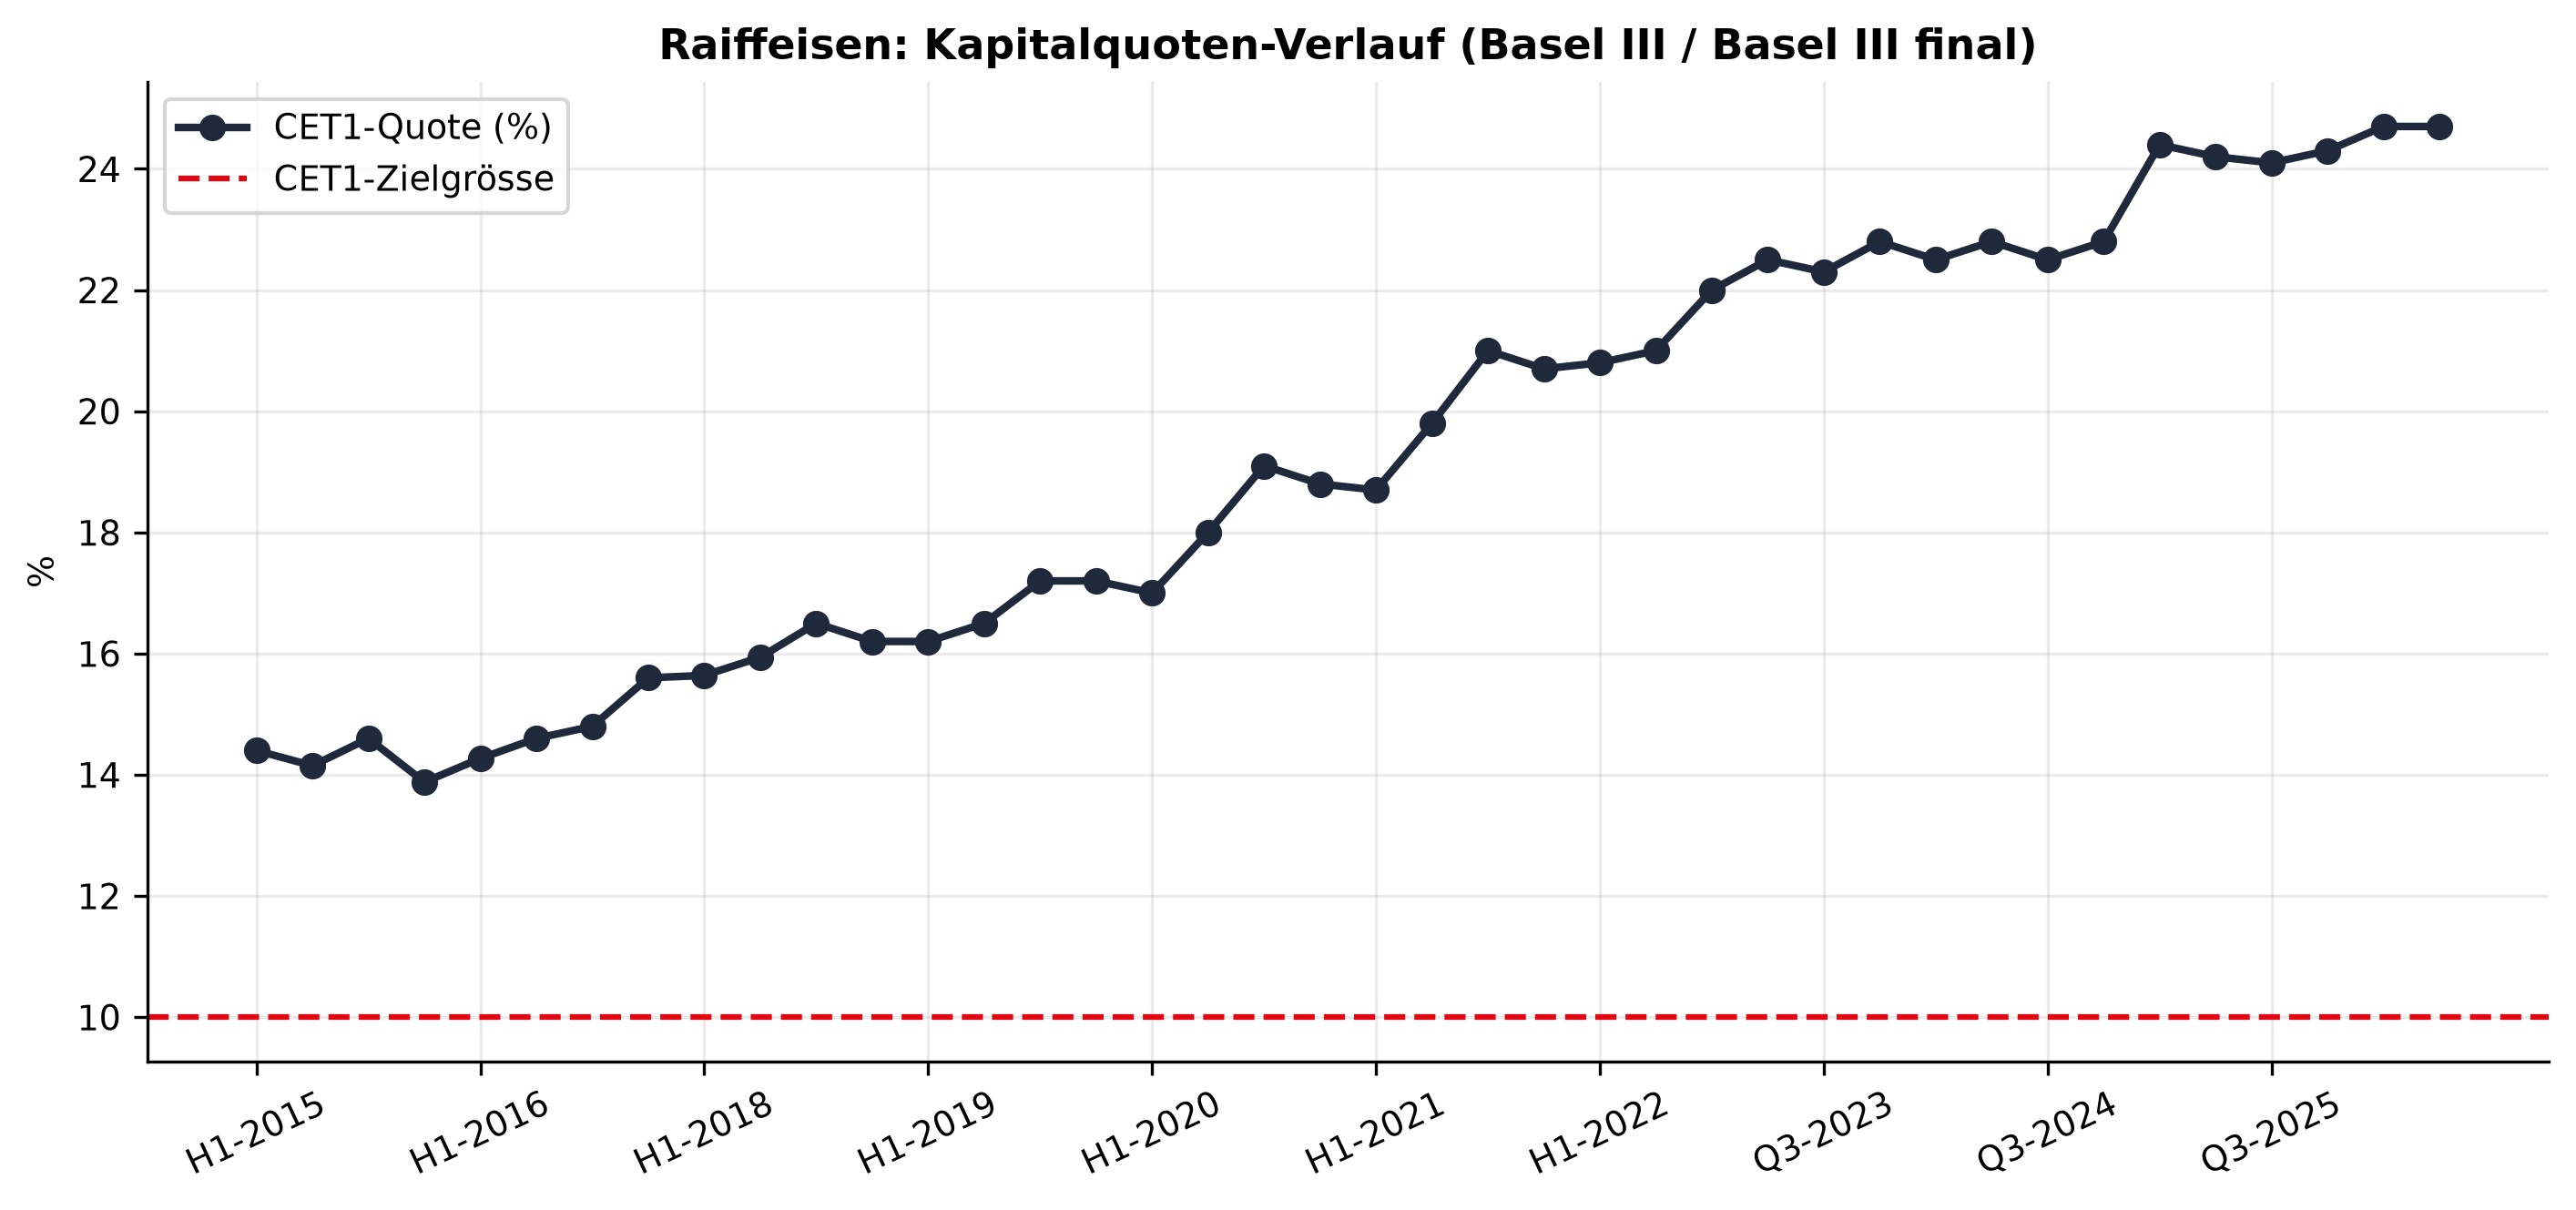 Raiffeisen: Kapitalquoten-Verlauf (Basel III / Basel III final)
CET1-Quote (%)
CET1-Zielgrösse
24
22
20
18
16
14
12
10
%
H1-2015
H1-2016
H1-2018
H1-2019
H1-2020
H1-2021
H1-2022
Q3-2023
Q3-2024
Q3-2025